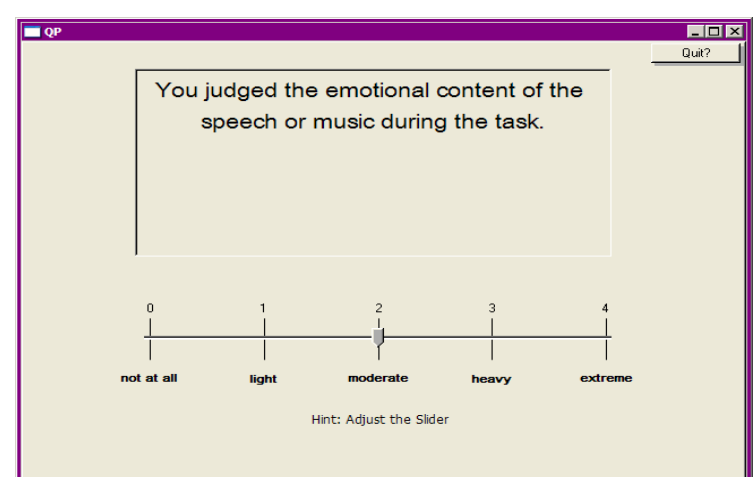 QP
Quit?
You judged the emotional content of the
speech or music during the task.
0 1 2 3 4
not at all light moderate heavy extreme
Hint: Adjust the Slider